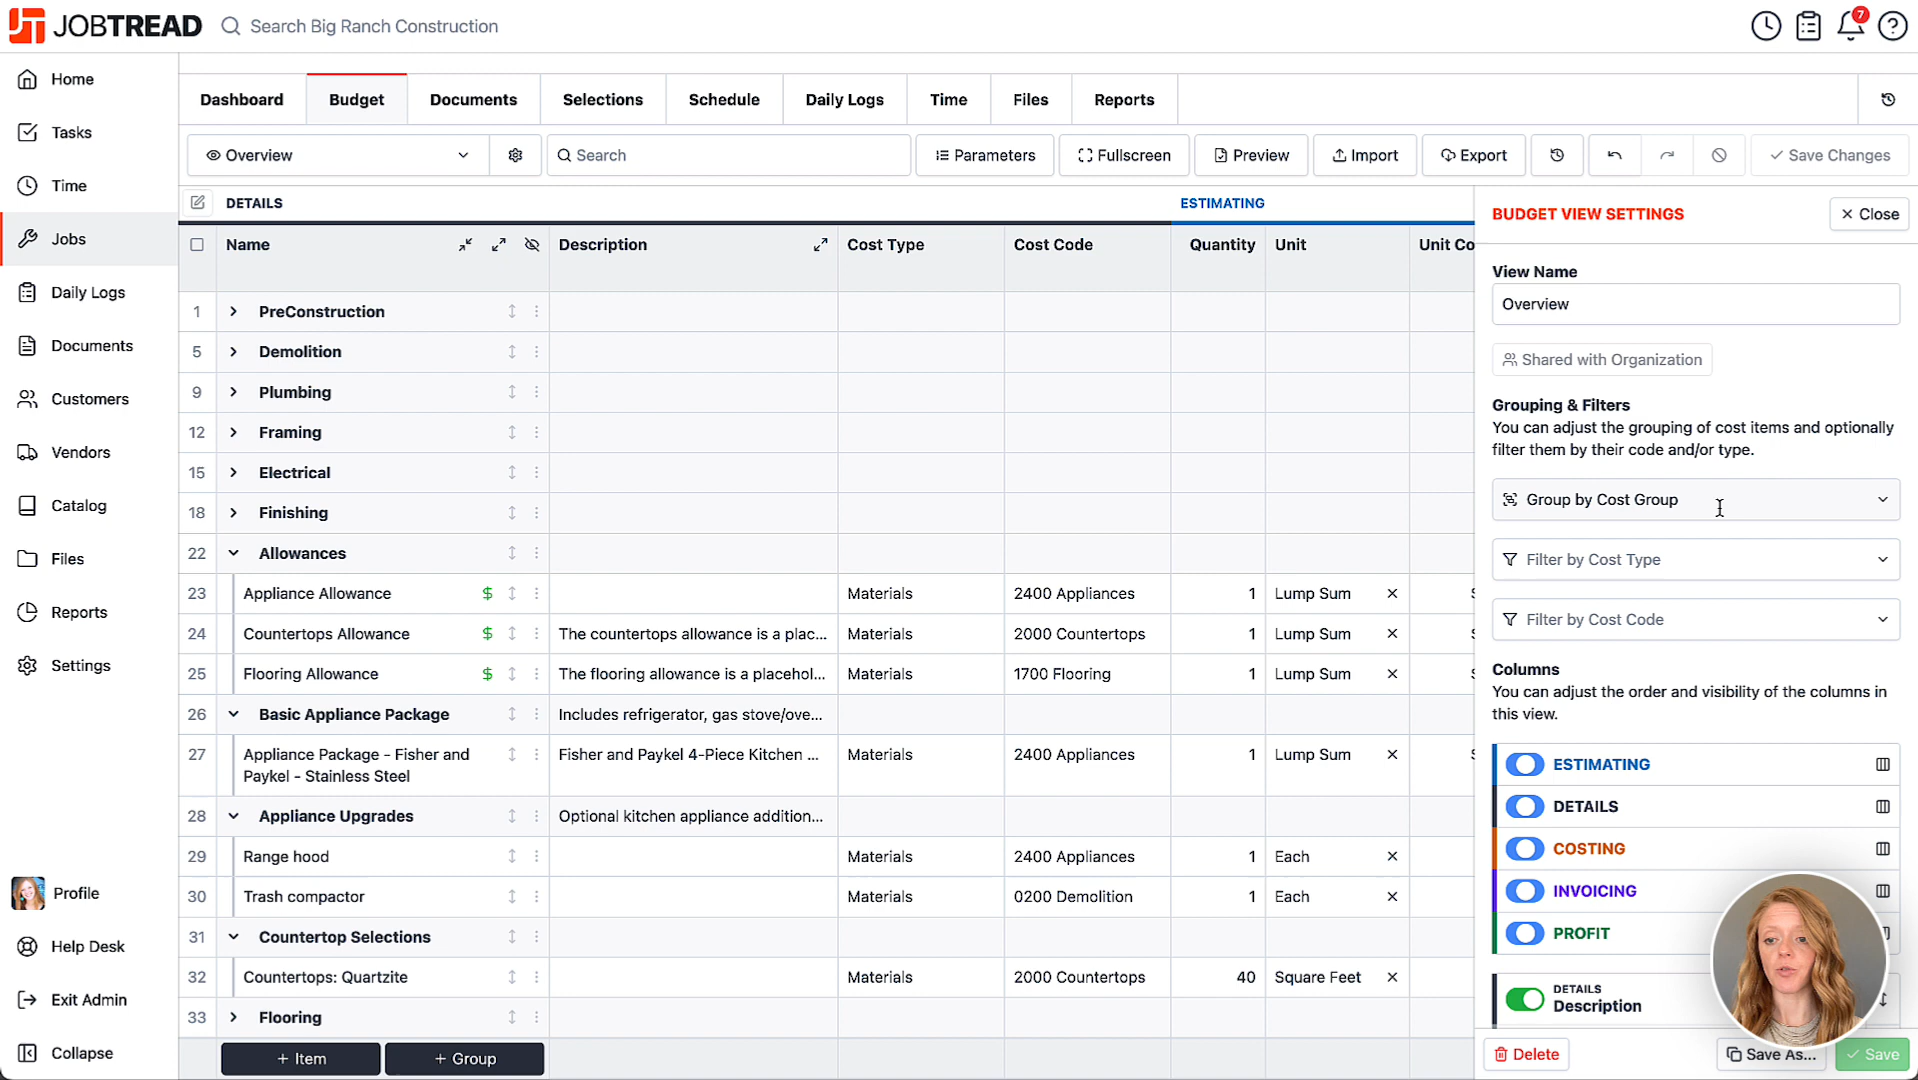 JOBTREAD
Search Big Ranch Construction
7
Home
Tasks
Time
Jobs
Daily Logs
Documents
Customers
Vendors
Catalog
Files
Reports
Settings
Profile
Help Desk
Exit Admin
Collapse
Dashboard
Budget
Documents
Selections
Schedule
Daily Logs
Time
Files
Reports
Overview
Search
Parameters
Fullscreen
Preview
Import
Export
Save Changes
DETAILS
ESTIMATING
Name
Description
Cost Type
Cost Code
Quantity
Unit
Unit Co
1 PreConstruction
5 Demolition
9 Plumbing
12 Framing
15 Electrical
18 Finishing
22 Allowances
23 Appliance Allowance $ Materials 2400 Appliances 1 Lump Sum
24 Countertops Allowance $ The countertops allowance is a plac... Materials 2000 Countertops 1 Lump Sum
25 Flooring Allowance $ The flooring allowance is a placehol... Materials 1700 Flooring 1 Lump Sum
26 Basic Appliance Package Includes refrigerator, gas stove/ove...
27 Appliance Package - Fisher and Fisher and Paykel 4-Piece Kitchen ... Materials 2400 Appliances 1 Lump Sum
Paykel - Stainless Steel
28 Appliance Upgrades Optional kitchen appliance addition...
29 Range hood Materials 2400 Appliances 1 Each
30 Trash compactor Materials 0200 Demolition 1 Each
31 Countertop Selections
32 Countertops: Quartzite Materials 2000 Countertops 40 Square Feet
33 Flooring
+ Item
+ Group
BUDGET VIEW SETTINGS
Close
View Name
Overview
Shared with Organization
Grouping & Filters
You can adjust the grouping of cost items and optionally
filter them by their code and/or type.
Group by Cost Group
Filter by Cost Type
Filter by Cost Code
Columns
You can adjust the order and visibility of the columns in
this view.
ESTIMATING
DETAILS
COSTING
INVOICING
PROFIT
DETAILS
Description
Delete
Save As...
Save